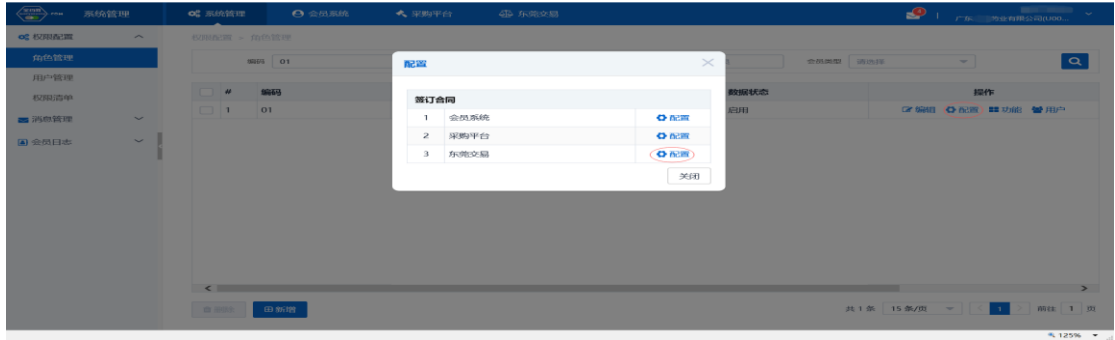 系统管理
系统管理 会员系统 采购平台 东莞交易
权限配置
权限配置 - 角色管理
角色管理
编码 01
会员类型 请选择
用户管理
权限清单
消息管理
会员日志
# 编码 数据状态 操作
1 01 启用 编辑 配置 功能 用户
配置
签订合同
1 会员系统 配置
2 采购平台 配置
3 东莞交易 配置
关闭
删除 新增
共 1 条 15 条/页 1 前往 1 页
125%